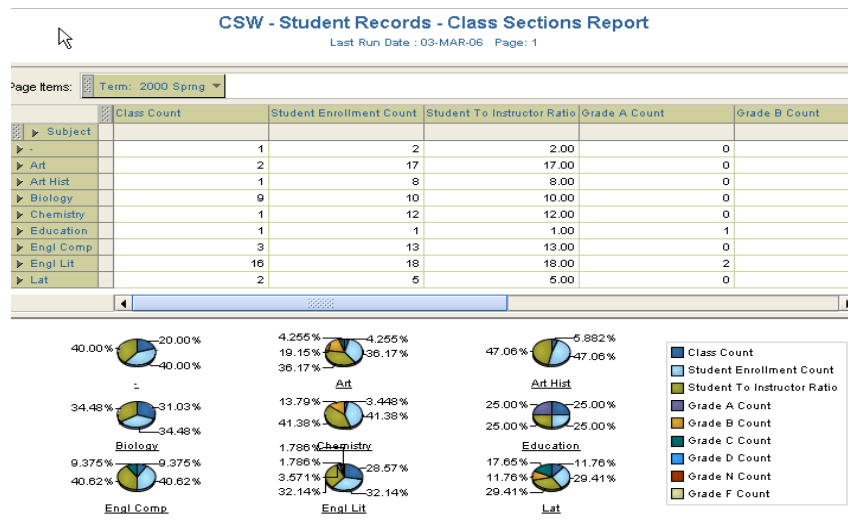 CSW - Student Records - Class Sections Report
Last Run Date : 03-MAR-06 Page: 1
Page Items: Term: 2000 Sprng
Class Count Student Enrollment Count Student To Instructor Ratio Grade A Count Grade B Count
Subject
- 1 2 2.00 0
Art 2 17 17.00 0
Art Hist 1 8 8.00 0
Biology 9 10 10.00 0
Chemistry 1 12 12.00 0
Education 1 1 1.00 1
Engl Comp 3 13 13.00 0
Engl Lit 16 18 18.00 2
Lat 2 5 5.00 0
40.00% 20.00%
40.00%
-
4.255% 4.255%
19.15% 36.17%
36.17%
Art
5.882%
47.06% 47.06%
Art Hist
34.48% 31.03%
34.48%
Biology
13.79% 3.448%
41.38% 41.38%
Chemistry
25.00% 25.00%
25.00% 25.00%
Education
9.375% 9.375%
40.62% 40.62%
Engl Comp
1.786%
1.786% 28.57%
3.571%
32.14% 32.14%
Engl Lit
17.65% 11.76%
11.76% 29.41%
29.41%
Lat
Class Count
Student Enrollment Count
Student To Instructor Ratio
Grade A Count
Grade B Count
Grade C Count
Grade D Count
Grade N Count
Grade F Count